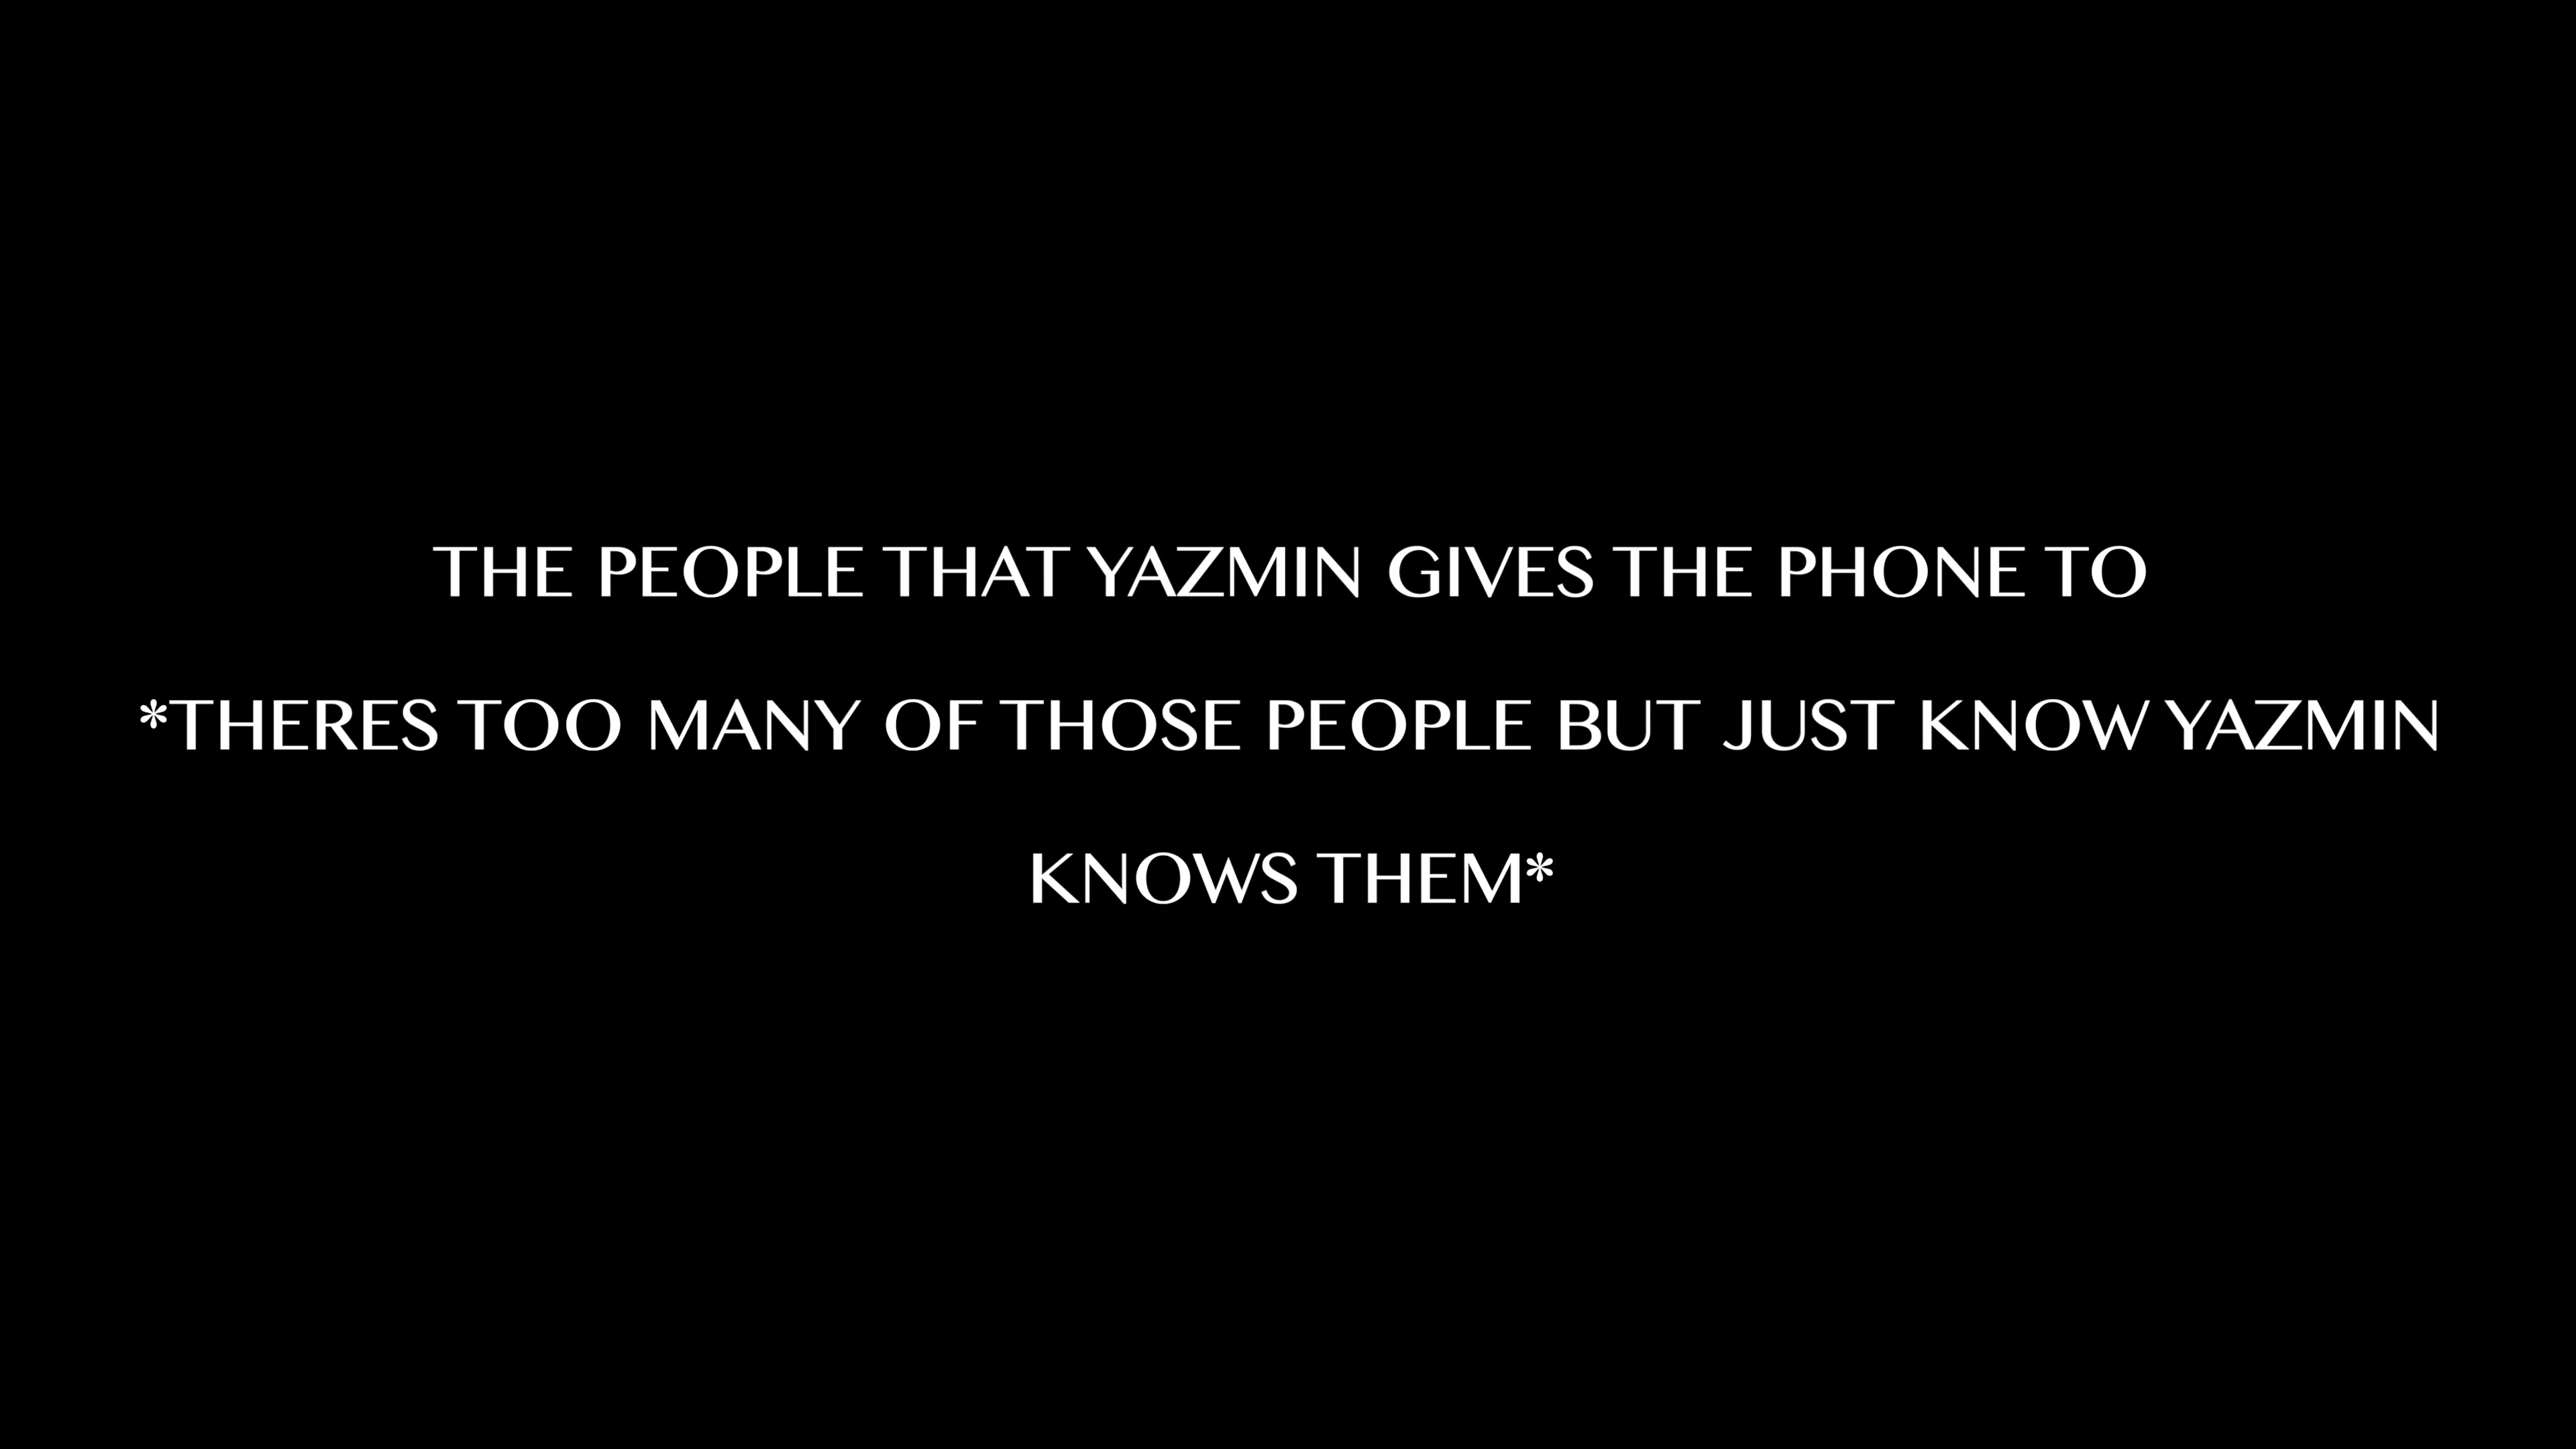 THE PEOPLE THAT YAZMIN GIVES THE PHONE TO
*THERES TOO MANY OF THOSE PEOPLE BUT JUST KNOW YAZMIN
KNOWS THEM*